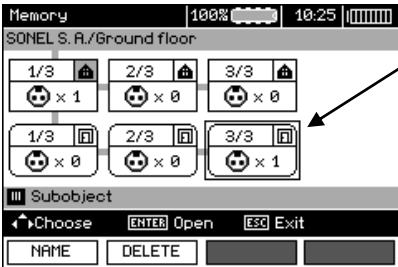 Memory 100% 10:25
SONEL S. A./Ground floor
1/3 2/3 3/3
× 1 × 0 × 0
1/3 2/3 3/3
× 0 × 0 × 1
Subobject
Choose ENTER Open ESC Exit
NAME DELETE